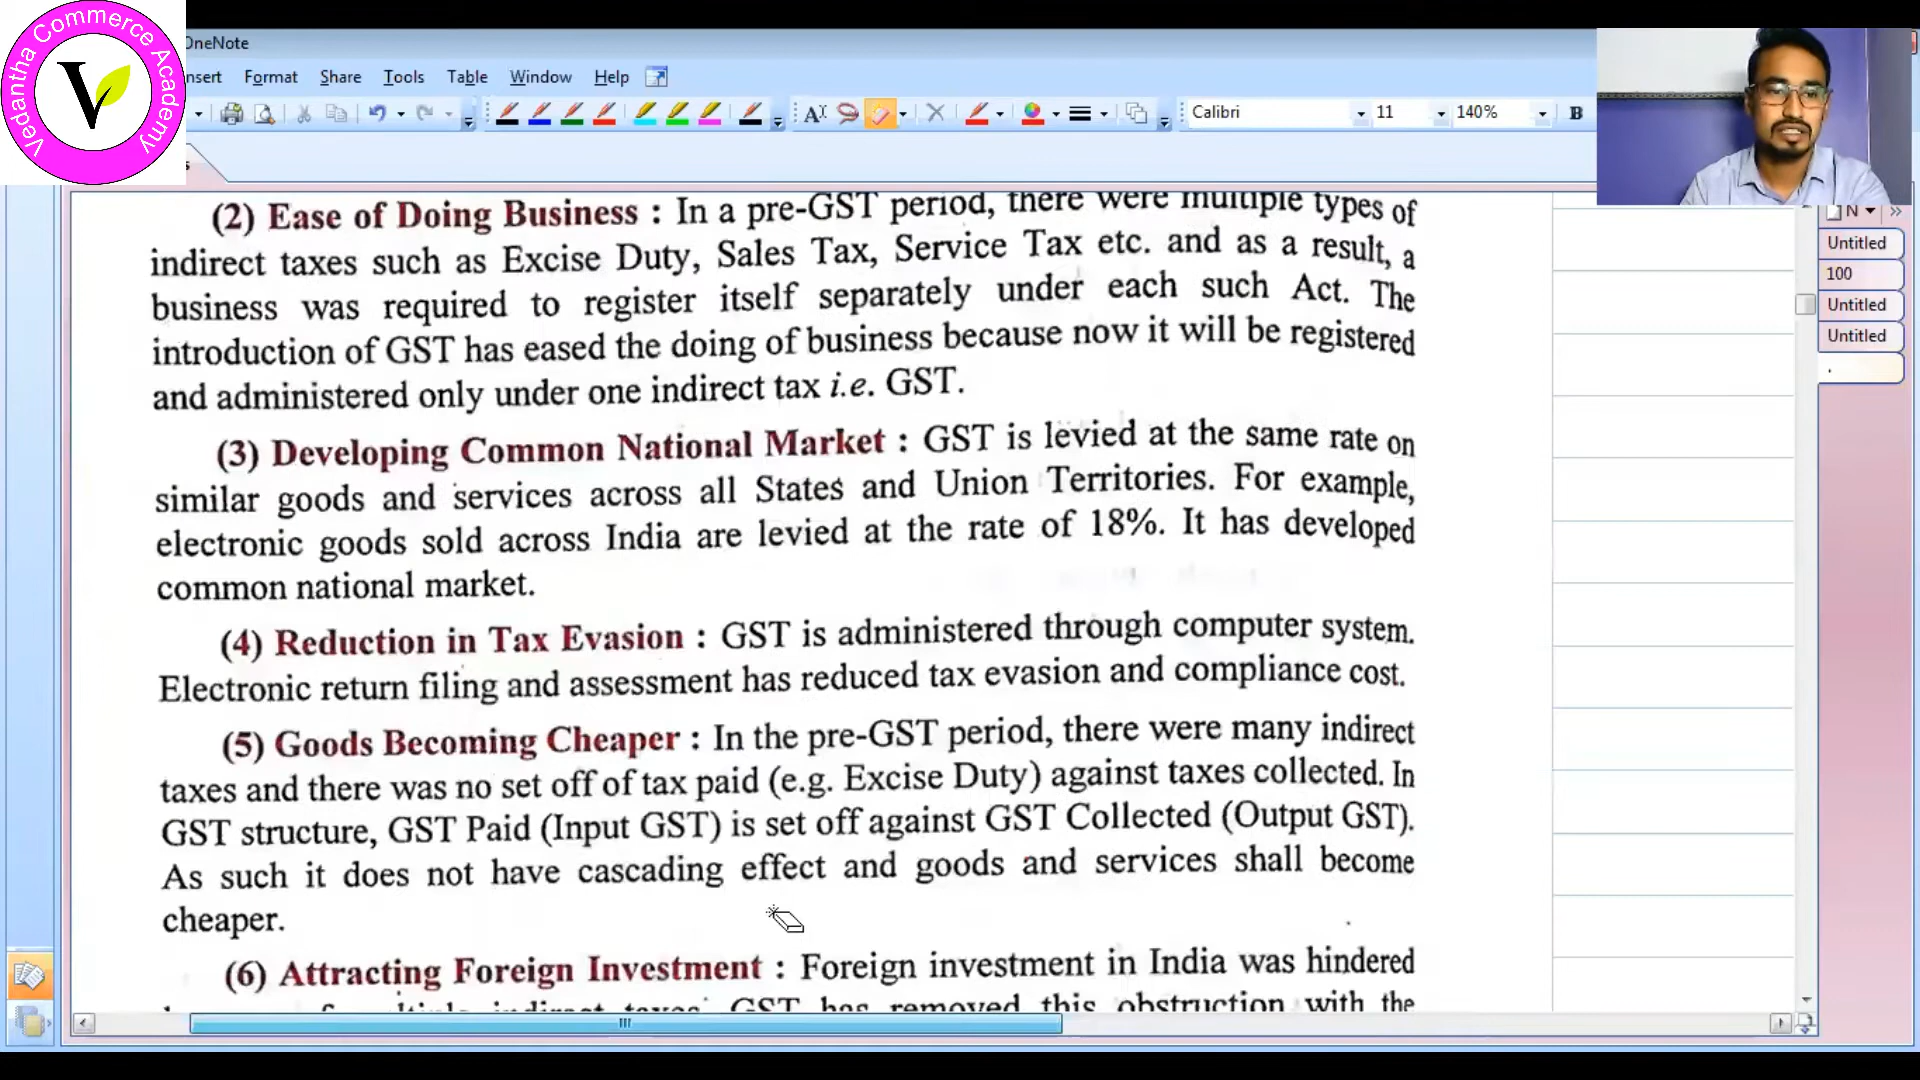 Vedantha Commerce Academy
V
OneNote
nsert Format Share Tools Table Window Help
Calibri 11 140% B
s
N
Untitled
100
Untitled
Untitled
.
(2) Ease of Doing Business : In a pre-GST period, there were multiple types of
indirect taxes such as Excise Duty, Sales Tax, Service Tax etc. and as a result, a
business was required to register itself separately under each such Act. The
introduction of GST has eased the doing of business because now it will be registered
and administered only under one indirect tax i.e. GST.
(3) Developing Common National Market : GST is levied at the same rate on
similar goods and services across all States and Union Territories. For example,
electronic goods sold across India are levied at the rate of 18%. It has developed
common national market.
(4) Reduction in Tax Evasion : GST is administered through computer system.
Electronic return filing and assessment has reduced tax evasion and compliance cost.
(5) Goods Becoming Cheaper : In the pre-GST period, there were many indirect
taxes and there was no set off of tax paid (e.g. Excise Duty) against taxes collected. In
GST structure, GST Paid (Input GST) is set off against GST Collected (Output GST).
As such it does not have cascading effect and goods and services shall become
cheaper.
(6) Attracting Foreign Investment : Foreign investment in India was hindered
indirect taxes. GST has removed this obstruction with the